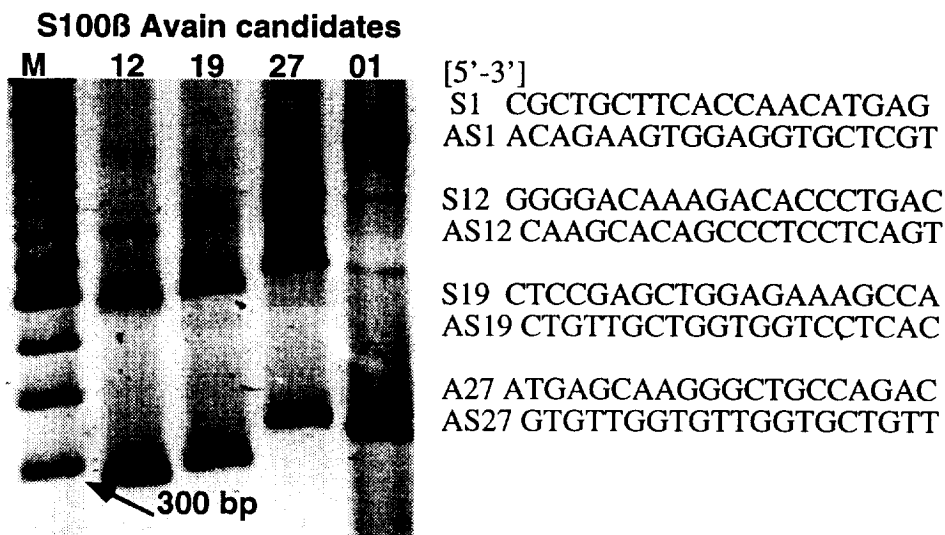 S100ß Avain candidates
M 12 19 27 01
300 bp
[5'-3']
S1 CGCTGCTTCACCAACATGAG
AS1 ACAGAAGTGGAGGTGCTCGT
S12 GGGGACAAAGACACCCTGAC
AS12 CAAGCACAGCCCTCCTCAGT
S19 CTCCGAGCTGGAGAAAGCCA
AS19 CTGTTGCTGGTGGTCCTCAC
A27 ATGAGCAAGGGCTGCCAGAC
AS27 GTGTTGGTGTTGGTGCTGTT